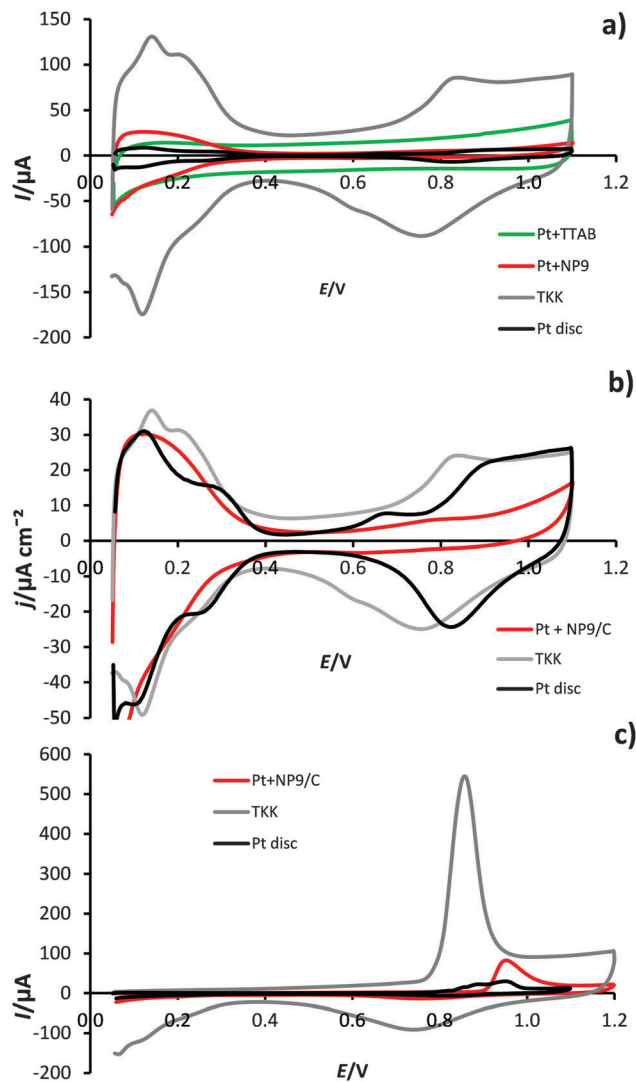 a)
150
100
50
0
-50
-100
-150
-200
0.0 0.2 0.4 0.6 0.8 1.0 1.2
I/µA
E/V
Pt+TTAB
Pt+NP9
TKK
Pt disc
b)
40
30
20
10
0
-10
-20
-30
-40
-50
0.0 0.2 0.4 0.6 0.8 1.0 1.2
j/µA cm⁻²
E/V
Pt + NP9/C
TKK
Pt disc
c)
600
500
400
300
200
100
0
-100
-200
0.0 0.2 0.4 0.6 0.8 1.0 1.2
I/µA
E/V
Pt+NP9/C
TKK
Pt disc